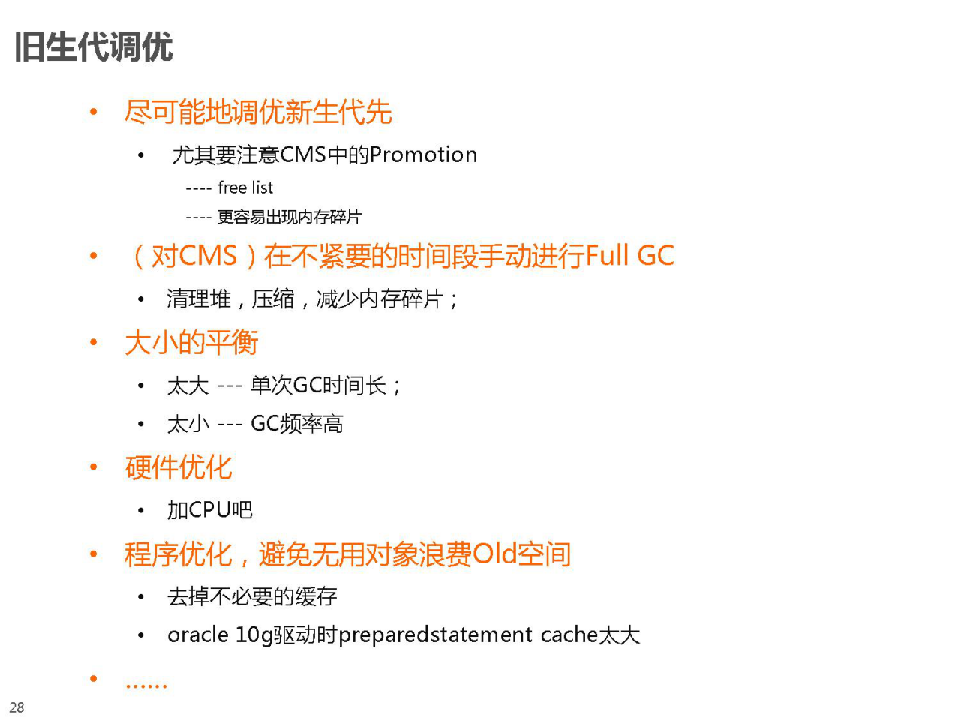 旧生代调优
• 尽可能地调优新生代先
• 尤其要注意CMS中的Promotion
---- free list
---- 更容易出现内存碎片
• （对CMS）在不紧要的时间段手动进行Full GC
• 清理堆，压缩，减少内存碎片；
• 大小的平衡
• 太大 --- 单次GC时间长；
• 太小 --- GC频率高
• 硬件优化
• 加CPU吧
• 程序优化，避免无用对象浪费Old空间
• 去掉不必要的缓存
• oracle 10g驱动时preparedstatement cache太大
• ......
28